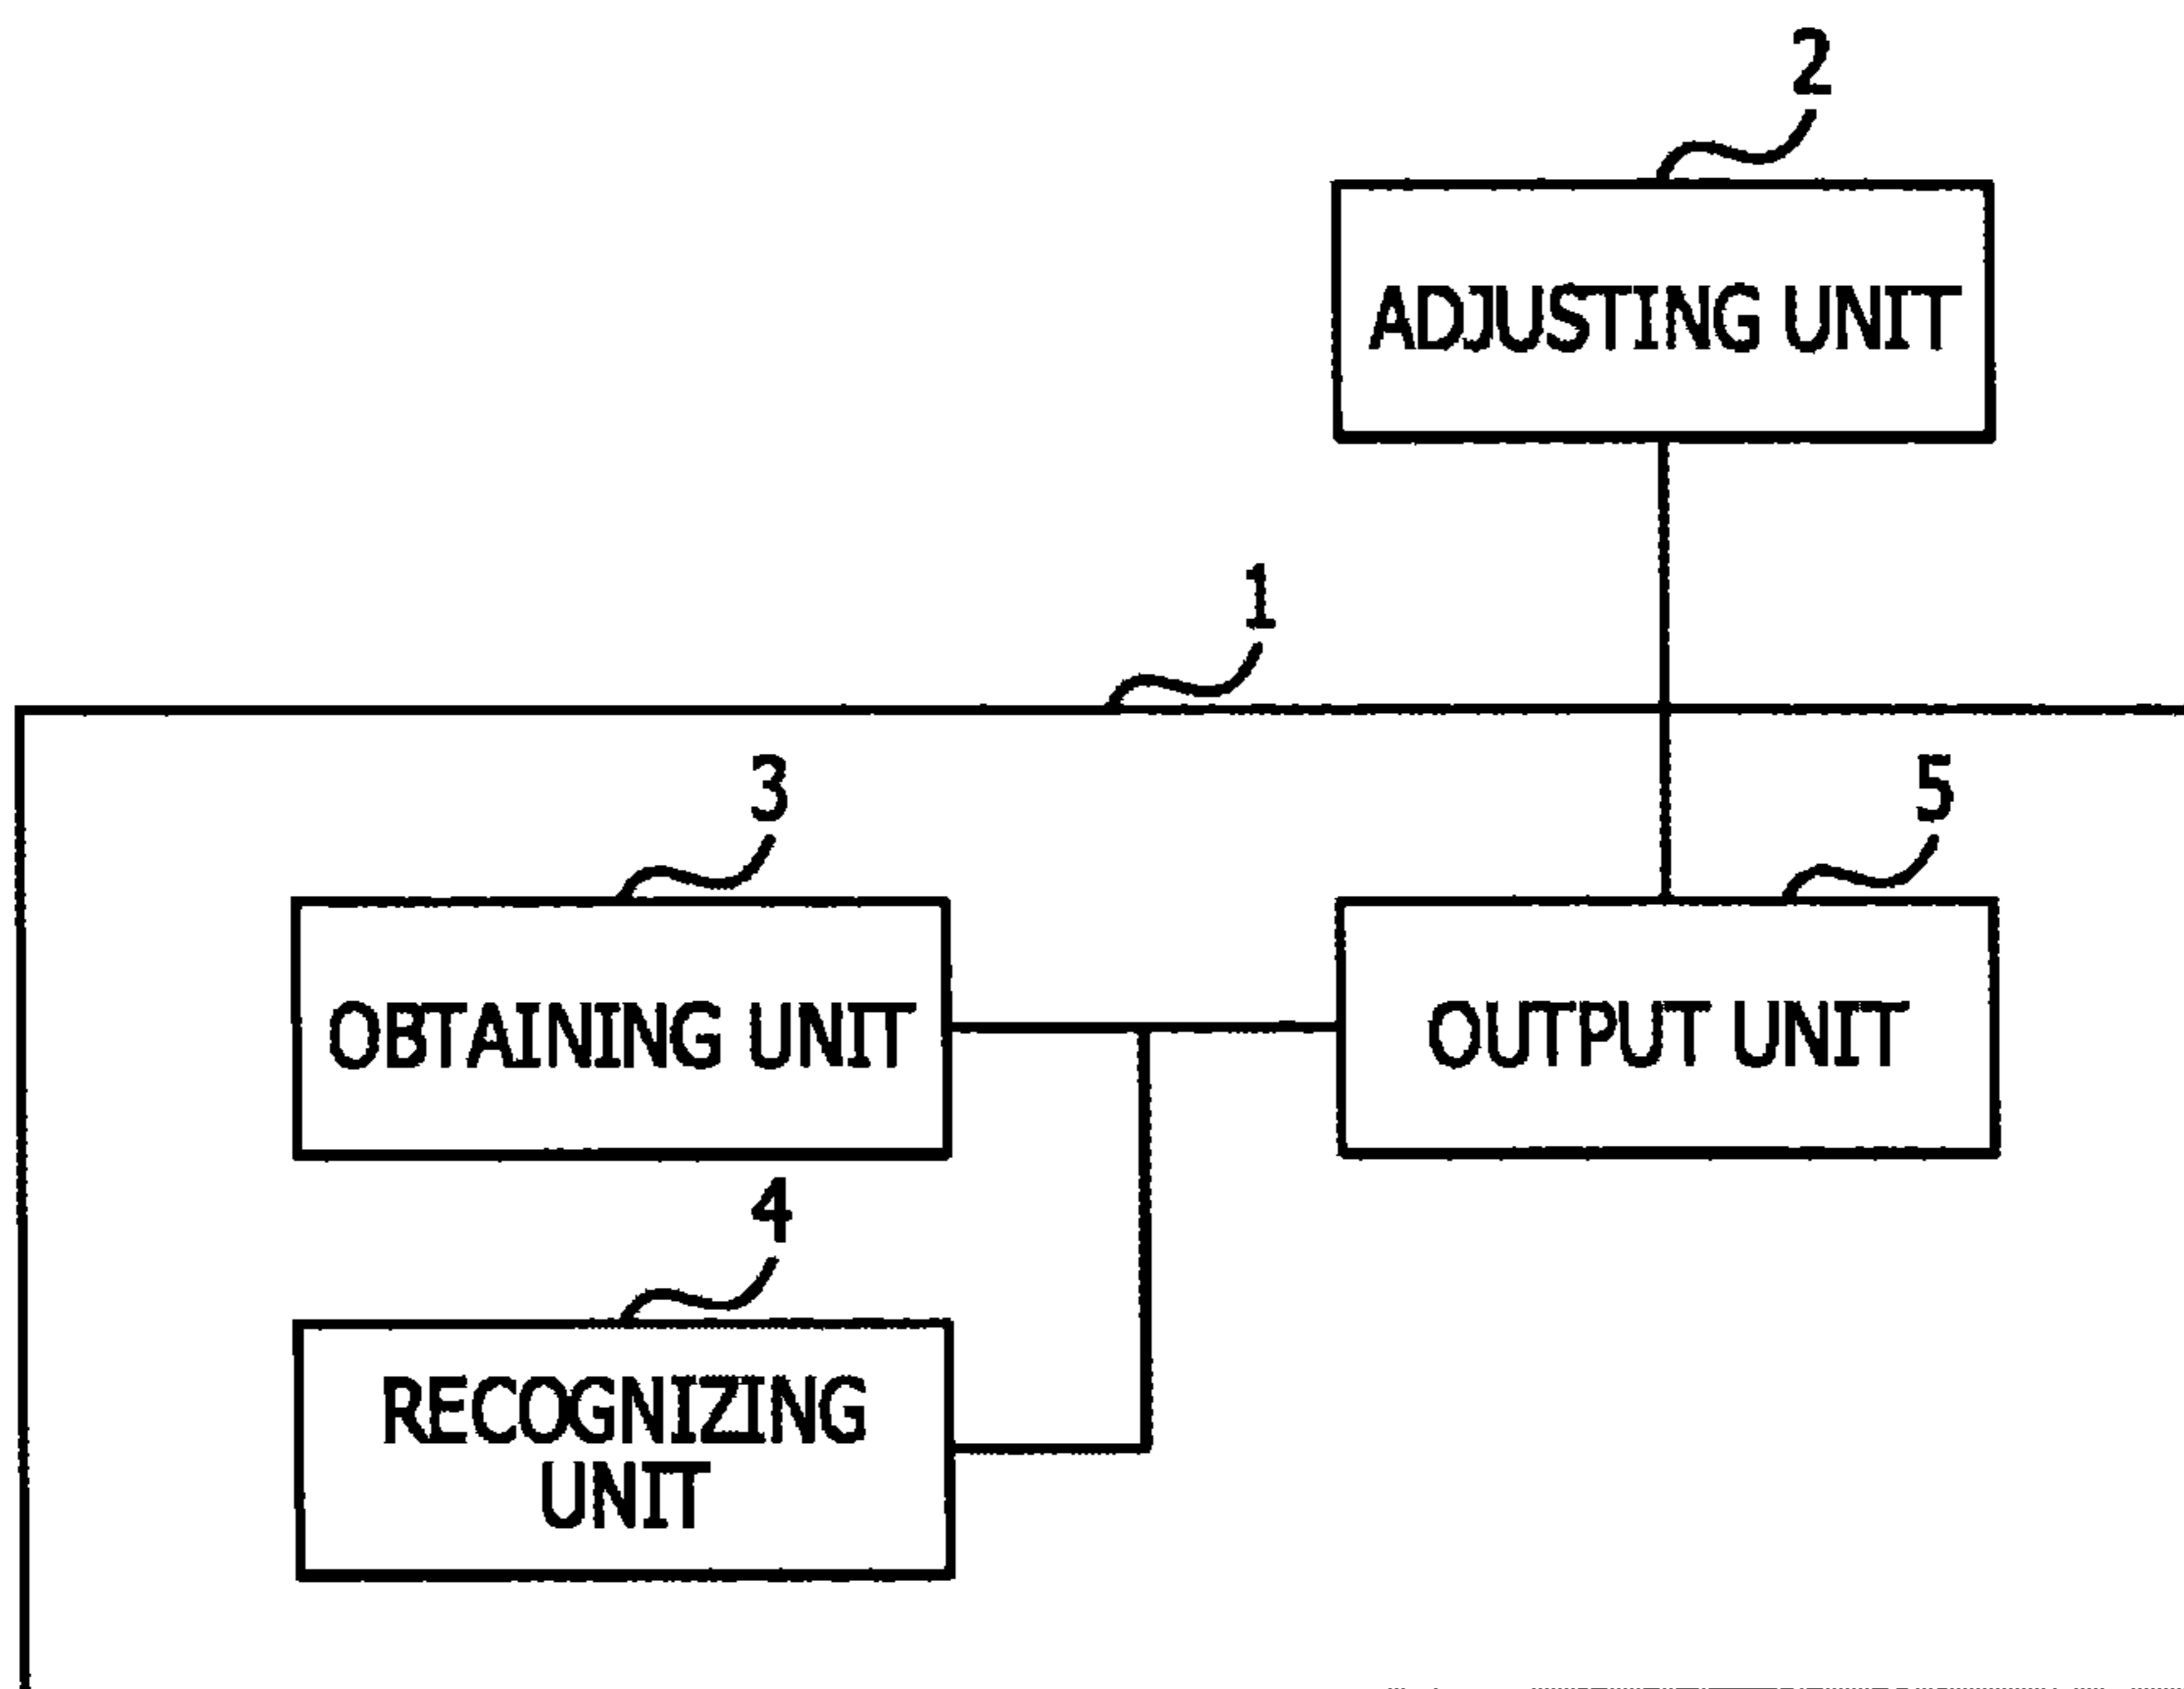 2
ADJUSTING UNIT
1
3
5
OBTAINING UNIT
OUTPUT UNIT
4
RECOGNIZING
UNIT